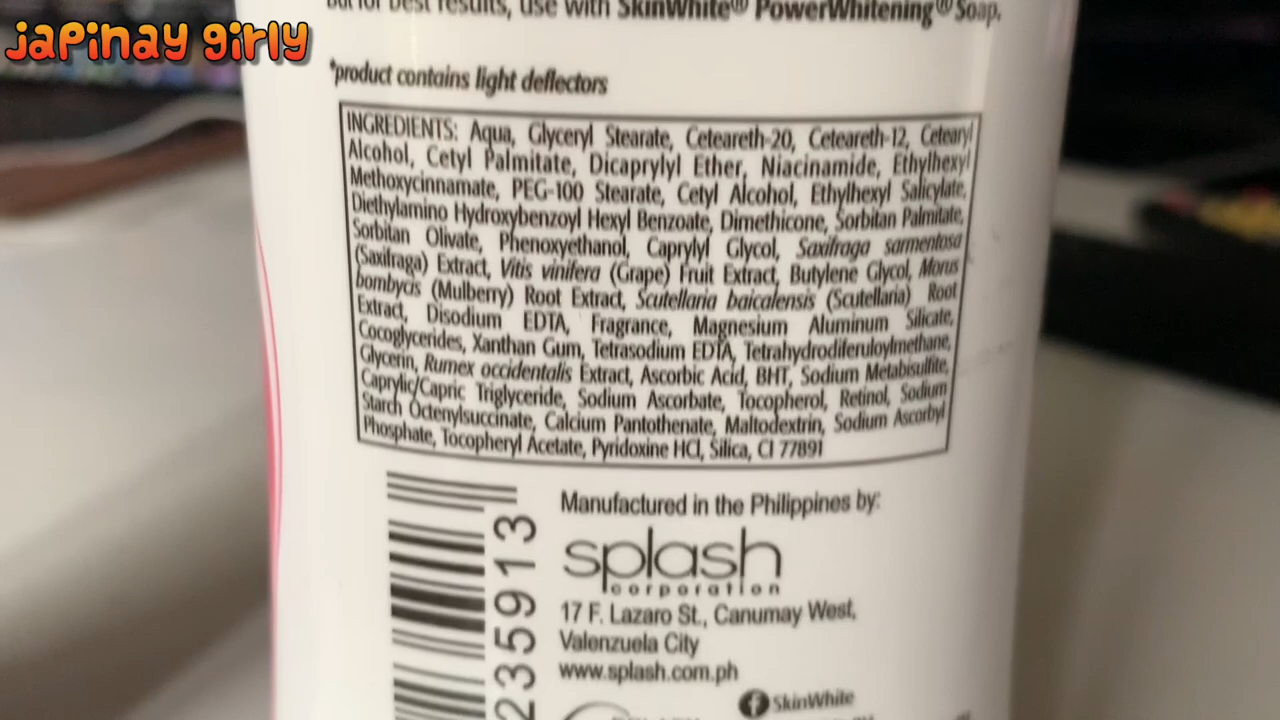 japinay girly
but for best results, use with SkinWhite® PowerWhitening® Soap.
*product contains light deflectors
INGREDIENTS: Aqua, Glyceryl Stearate, Ceteareth-20, Ceteareth-12, Cetearyl
Alcohol, Cetyl Palmitate, Dicaprylyl Ether, Niacinamide, Ethylhexyl
Methoxycinnamate, PEG-100 Stearate, Cetyl Alcohol, Ethylhexyl Salicylate,
Diethylamino Hydroxybenzoyl Hexyl Benzoate, Dimethicone, Sorbitan Palmitate,
Sorbitan Olivate, Phenoxyethanol, Caprylyl Glycol, Saxifraga sarmentosa
(Saxifraga) Extract, Vitis vinifera (Grape) Fruit Extract, Butylene Glycol, Morus
bombycis (Mulberry) Root Extract, Scutellaria baicalensis (Scutellaria) Root
Extract, Disodium EDTA, Fragrance, Magnesium Aluminum Silicate,
Cocoglycerides, Xanthan Gum, Tetrasodium EDTA, Tetrahydrodiferuloylmethane,
Glycerin, Rumex occidentalis Extract, Ascorbic Acid, BHT, Sodium Metabisulfite,
Caprylic/Capric Triglyceride, Sodium Ascorbate, Tocopherol, Retinol, Sodium
Starch Octenylsuccinate, Calcium Pantothenate, Maltodextrin, Sodium Ascorbyl
Phosphate, Tocopheryl Acetate, Pyridoxine HCl, Silica, CI 77891
235913
Manufactured in the Philippines by:
splash
corporation
17 F. Lazaro St., Canumay West,
Valenzuela City
www.splash.com.ph
SkinWhite